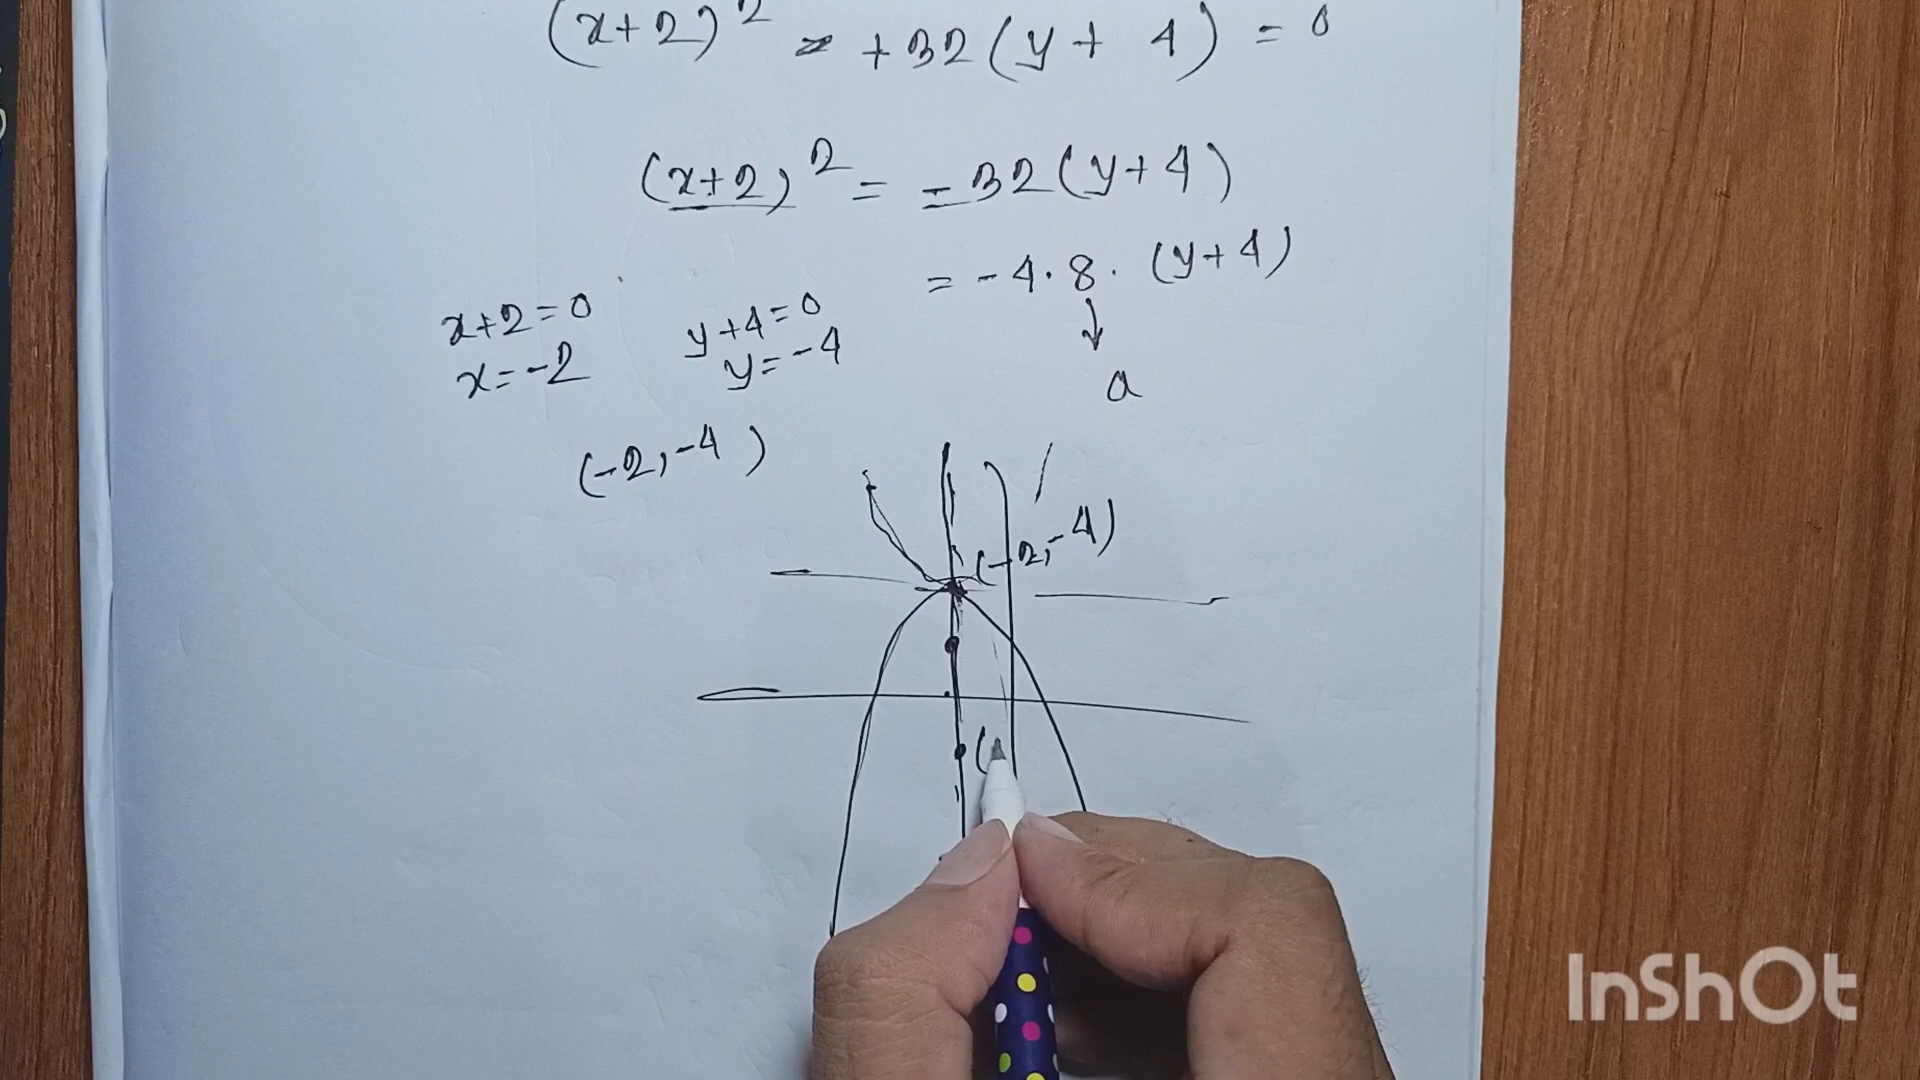 (x+2)² + 32(y+4) = 0
(x+2)² = -32(y+4)
= -4·8·(y+4)
x+2=0 y+4=0
x=-2 y=-4
a
(-2,-4)
(-2,-4)
(
InShOt